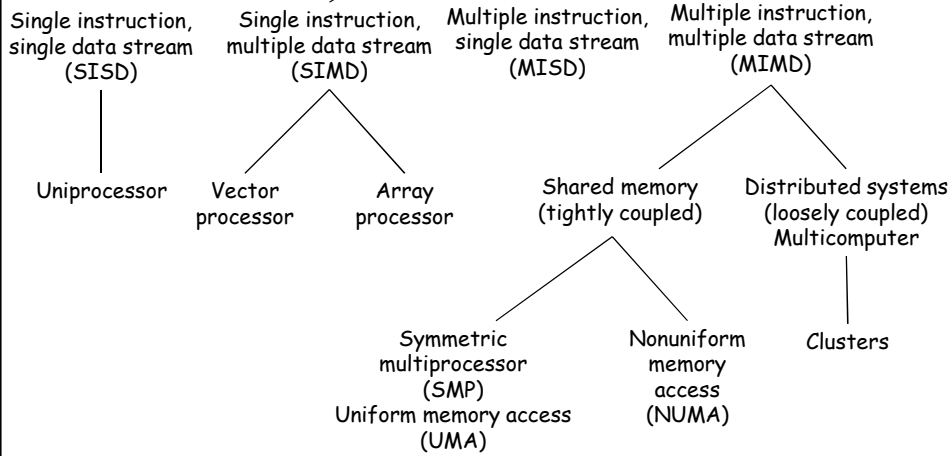 Single instruction,
single data stream
(SISD)
Single instruction,
multiple data stream
(SIMD)
Multiple instruction,
single data stream
(MISD)
Multiple instruction,
multiple data stream
(MIMD)
Uniprocessor
Vector
processor
Array
processor
Shared memory
(tightly coupled)
Distributed systems
(loosely coupled)
Multicomputer
Symmetric
multiprocessor
(SMP)
Uniform memory access
(UMA)
Nonuniform
memory
access
(NUMA)
Clusters